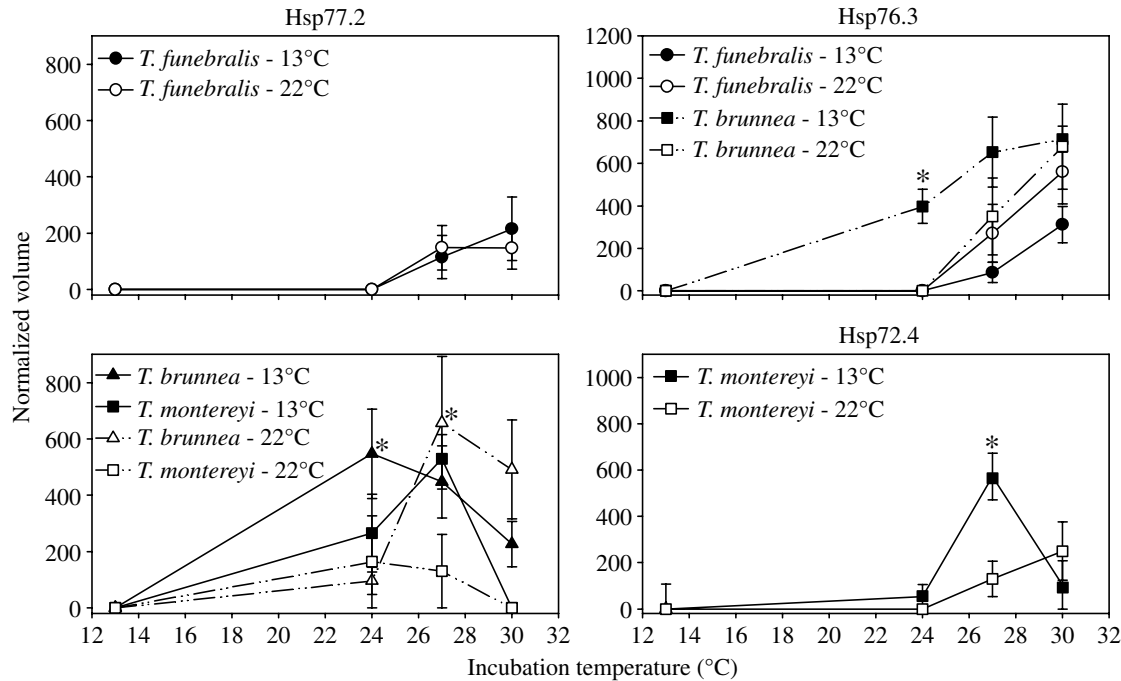 Hsp77.2
Hsp76.3
800
600
400
200
0
T. funebralis - 13°C
T. funebralis - 22°C
1200
1000
800
600
400
200
0
T. funebralis - 13°C
T. funebralis - 22°C
T. brunnea - 13°C
T. brunnea - 22°C
*
Normalized volume
Hsp72.4
800
600
400
200
0
T. brunnea - 13°C
T. montereyi - 13°C
T. brunnea - 22°C
T. montereyi - 22°C
*
*
12 14 16 18 20 22 24 26 28 30 32
1000
800
600
400
200
0
T. montereyi - 13°C
T. montereyi - 22°C
*
12 14 16 18 20 22 24 26 28 30 32
Incubation temperature (°C)